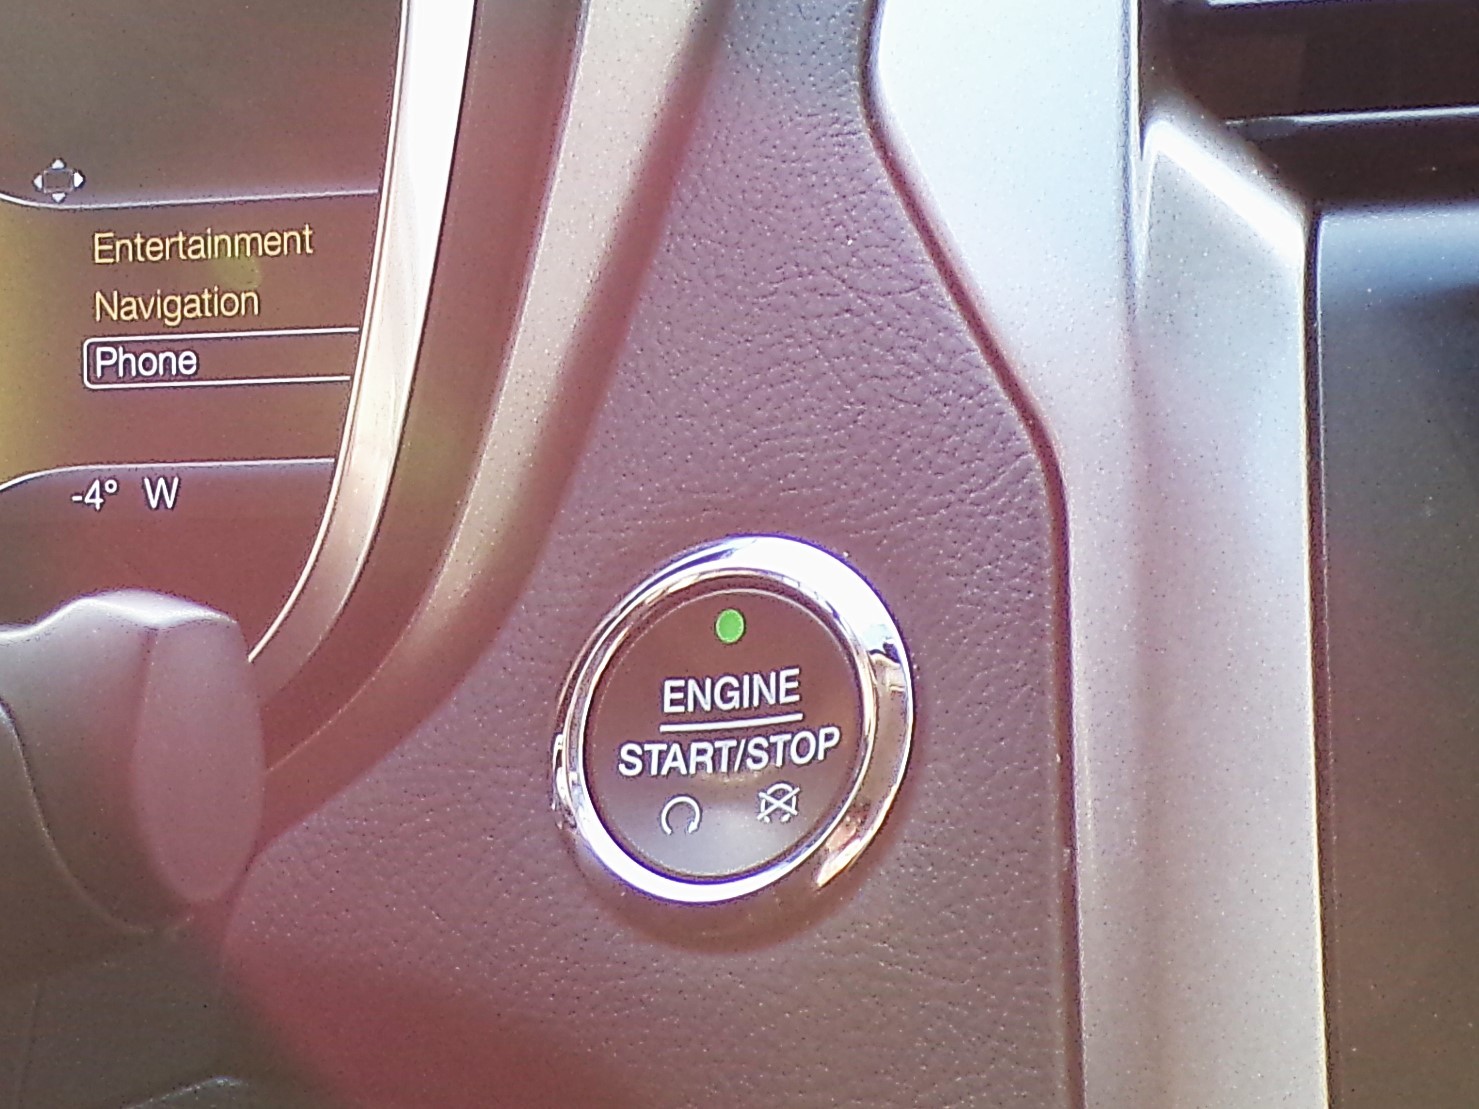 Entertainment
Navigation
Phone
-4° W
ENGINE
START/STOP